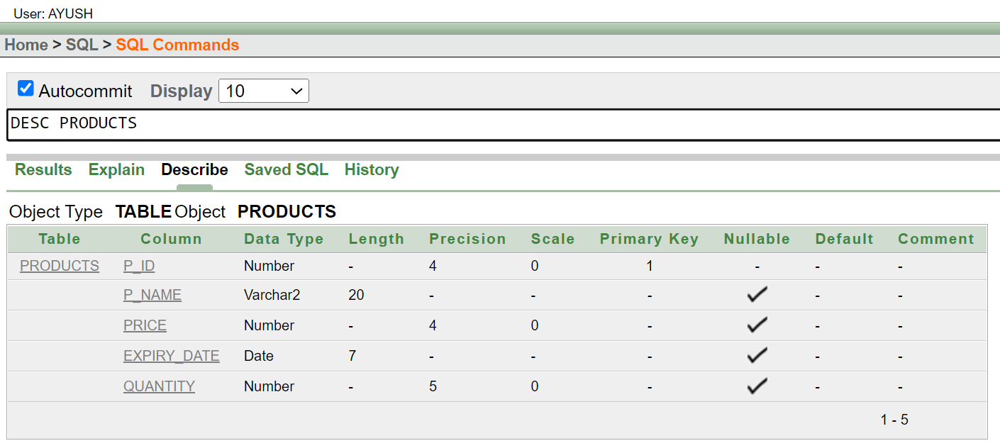 User: AYUSH
Home > SQL > SQL Commands
Autocommit Display 10
DESC PRODUCTS
Results Explain Describe Saved SQL History
Object Type TABLE Object PRODUCTS
Table Column Data Type Length Precision Scale Primary Key Nullable Default Comment
PRODUCTS P_ID Number - 4 0 1 - - -
P_NAME Varchar2 20 - - - - -
PRICE Number - 4 0 - - -
EXPIRY_DATE Date 7 - - - - -
QUANTITY Number - 5 0 - - -
1 - 5